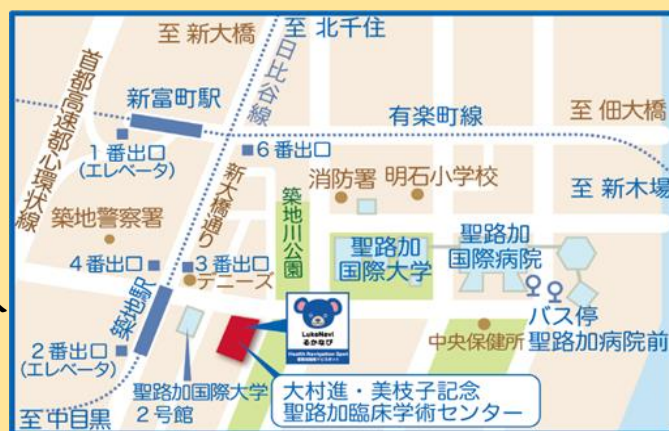 至 新大橋
至 北千住
首都高速都心環状線
日比谷線
新富町駅
有楽町線
至 佃大橋
1番出口
(エレベータ)
6番出口
新大橋通り
消防署
明石小学校
至 新木場
築地警察署
築地川公園
聖路加
国際大学
聖路加
国際病院
4番出口
3番出口
デニーズ
築地駅
LukaNavi
るかなび
Health Navigation Spot
2番出口
(エレベータ)
中央保健所
バス停
聖路加病院前
聖路加国際大学
2号館
大村進・美枝子記念
聖路加臨床学術センター
至 中目黒